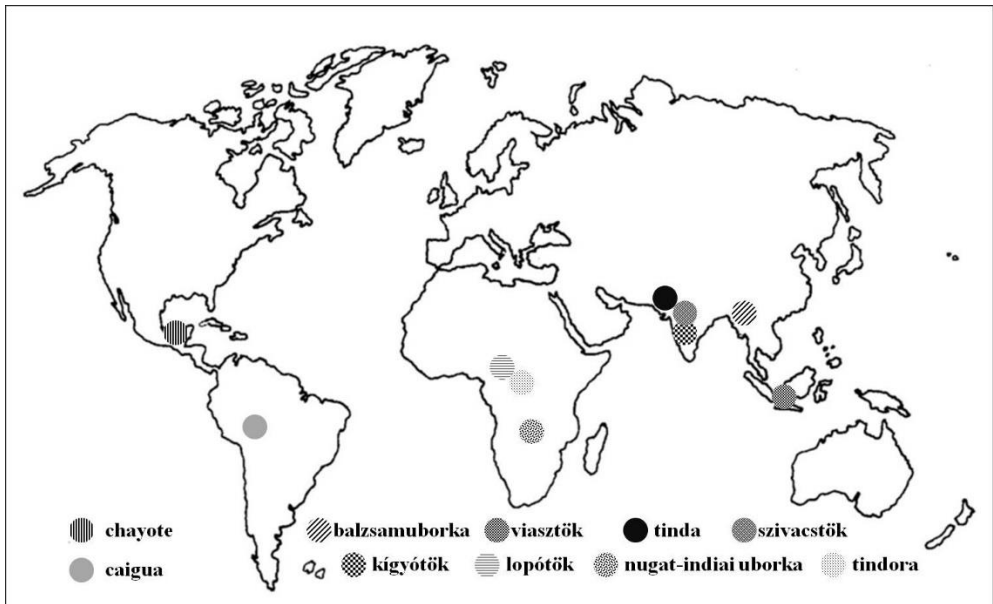 chayote balzsamuborka viasztök tinda szivacstök
caigua kígyótök lopótök nugat-indiai uborka tindora